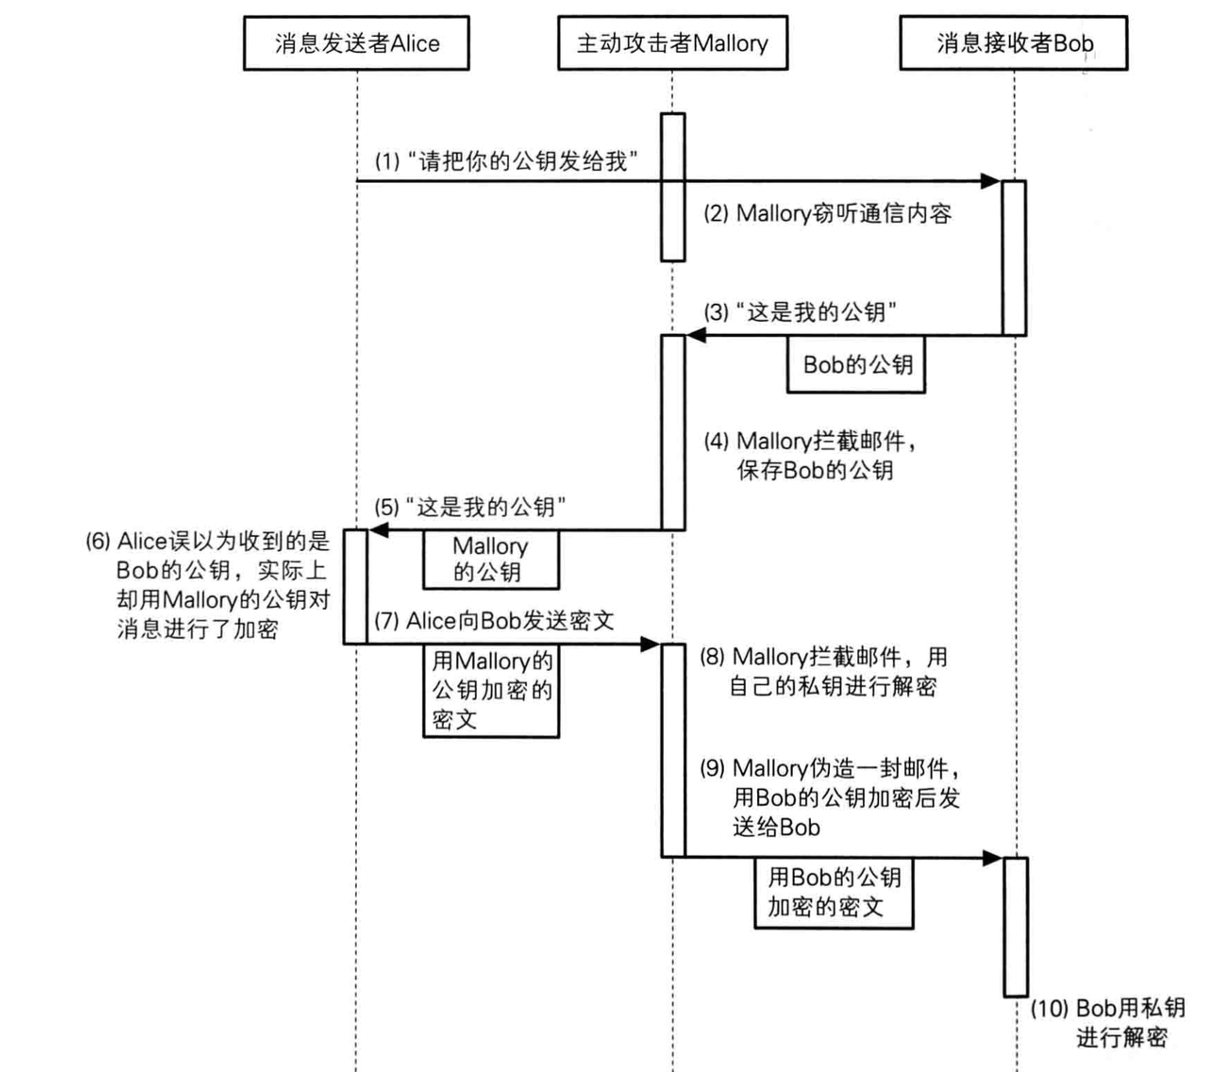 消息发送者Alice
主动攻击者Mallory
消息接收者Bob
(1) “请把你的公钥发给我”
(2) Mallory窃听通信内容
(3) “这是我的公钥”
Bob的公钥
(4) Mallory拦截邮件，
保存Bob的公钥
(5) “这是我的公钥”
Mallory
的公钥
(6) Alice误以为收到的是
Bob的公钥，实际上
却用Mallory的公钥对
消息进行了加密
(7) Alice向Bob发送密文
用Mallory的
公钥加密的
密文
(8) Mallory拦截邮件，用
自己的私钥进行解密
(9) Mallory伪造一封邮件，
用Bob的公钥加密后发
送给Bob
用Bob的公钥
加密的密文
(10) Bob用私钥
进行解密